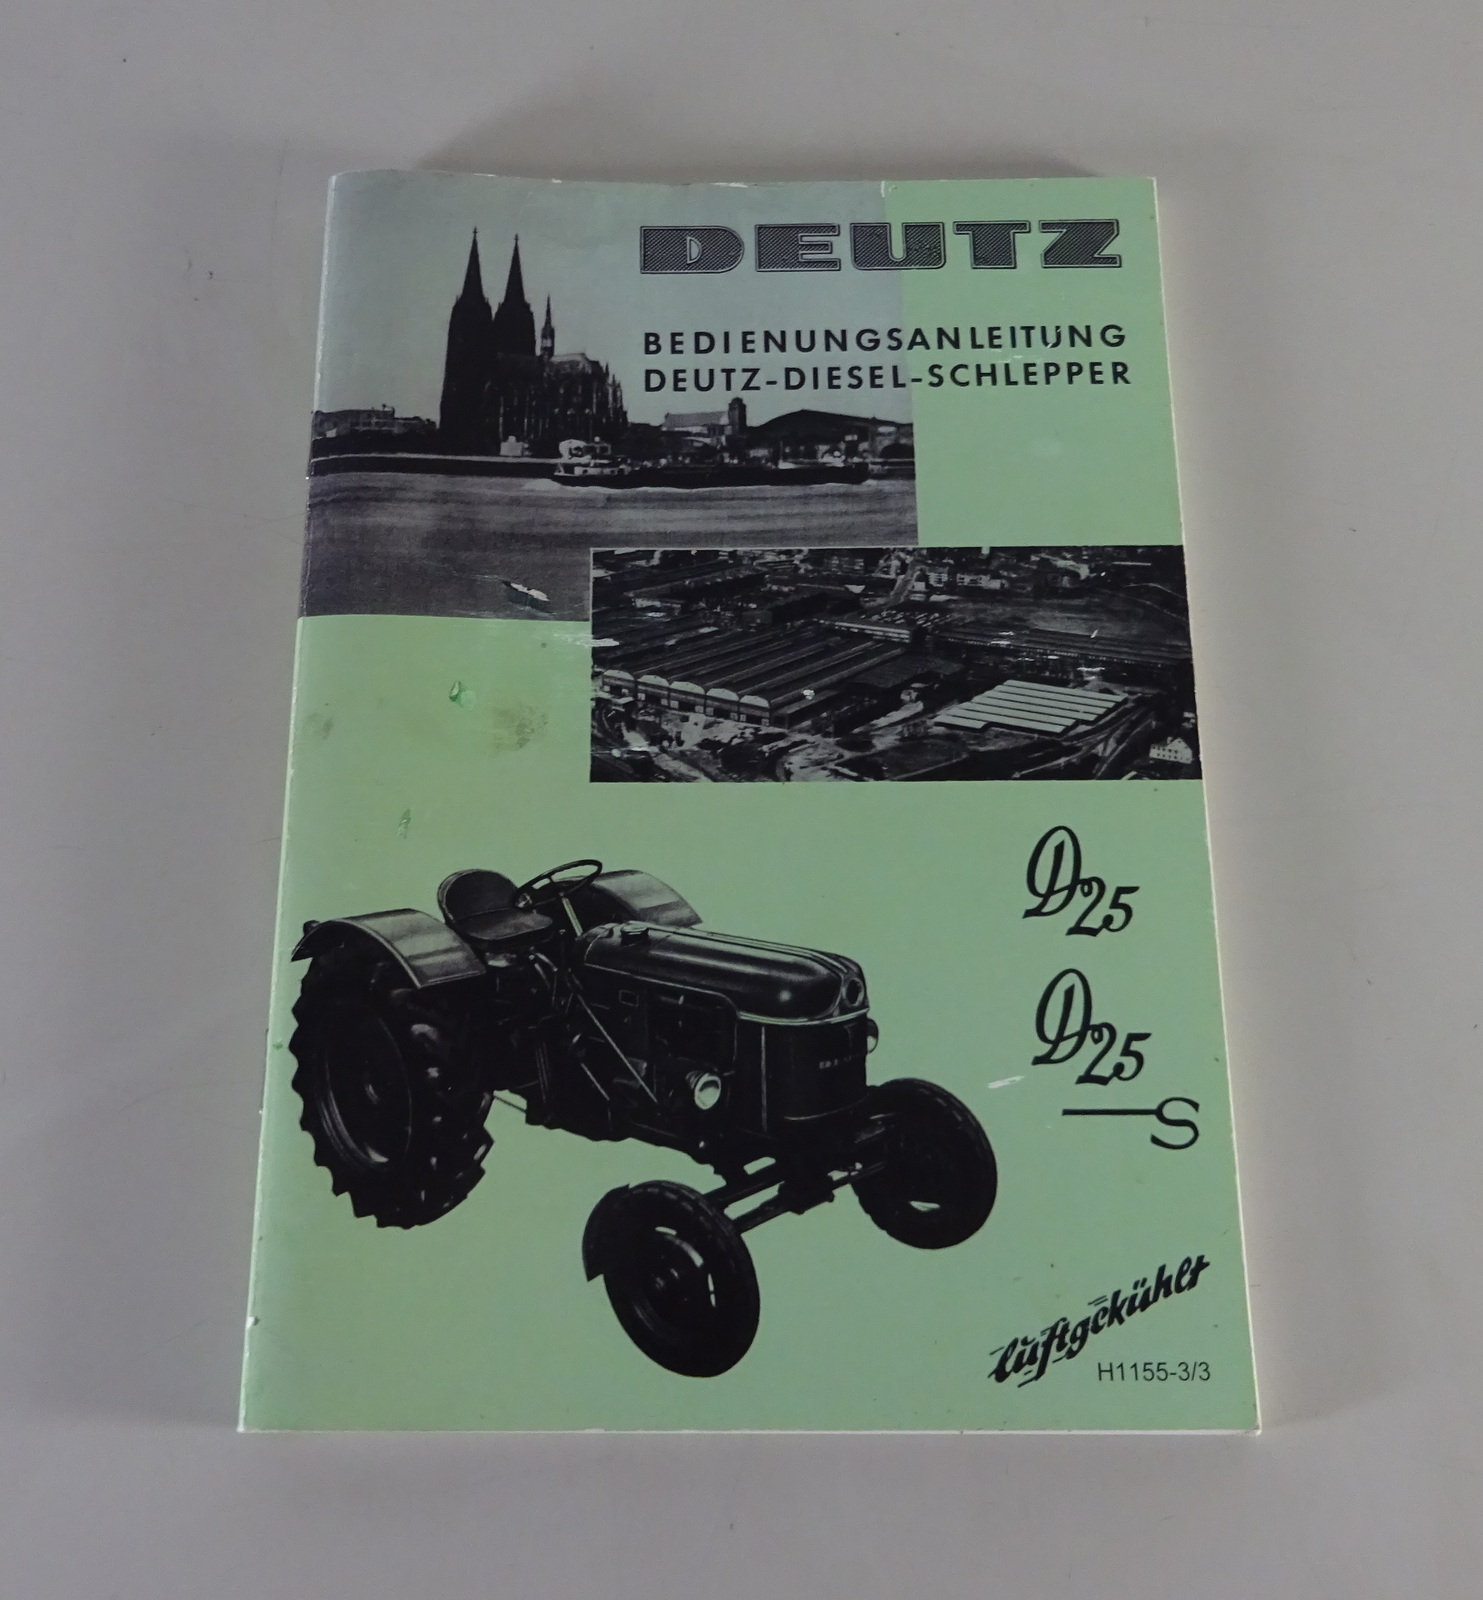 DEUTZ
BEDIENUNGSANLEITUNG
DEUTZ-DIESEL-SCHLEPPER
D25
D25
S
luftgekühlt
H1155-3/3